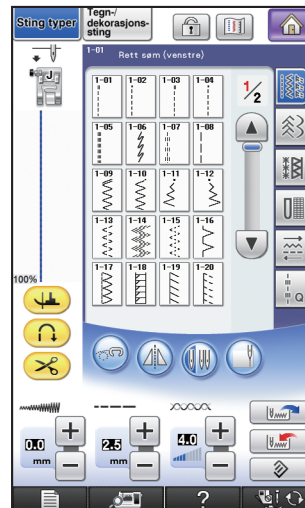 Sting typer
Tegn-/
dekorasjons-
sting
1-01
Rett søm (venstre)
J
1-01 1-02 1-03 1-04
1/2
1-05 1-06 1-07 1-08
1-09 1-10 1-11 1-12
1-13 1-14 1-15 1-16
1-17 1-18 1-19 1-20
Q
100%
0.0 mm
2.5 mm
4.0
?